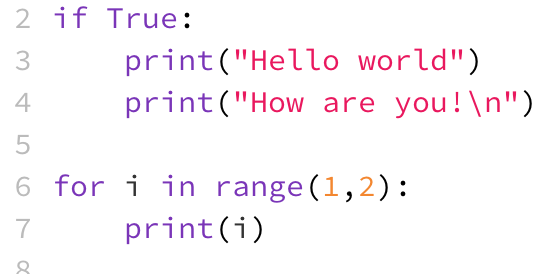 2 if True:
3     print("Hello world")
4     print("How are you!\n")
5
6 for i in range(1,2):
7     print(i)
8